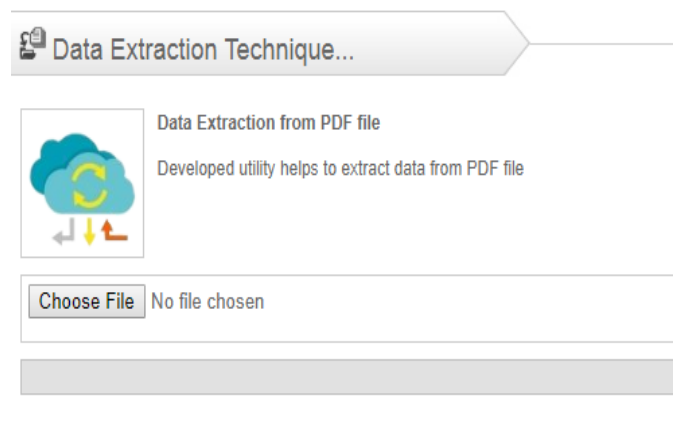 Data Extraction Technique...
Data Extraction from PDF file
Developed utility helps to extract data from PDF file
Choose File No file chosen